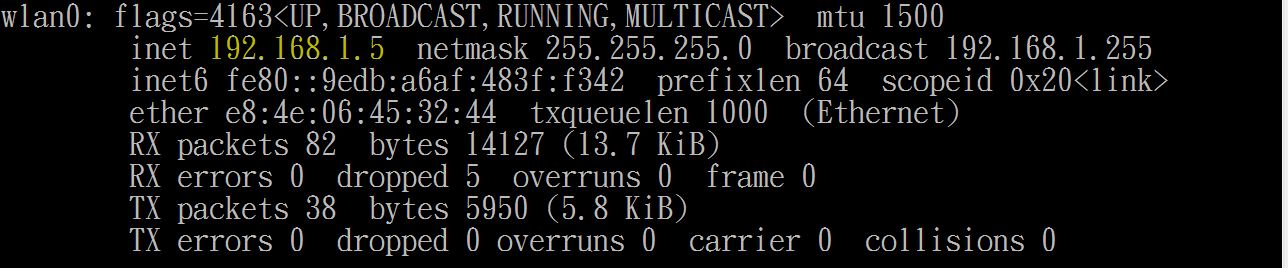 wlan0: flags=4163<UP,BROADCAST,RUNNING,MULTICAST>  mtu 1500
inet 192.168.1.5  netmask 255.255.255.0  broadcast 192.168.1.255
inet6 fe80::9edb:a6af:483f:f342  prefixlen 64  scopeid 0x20<link>
ether e8:4e:06:45:32:44  txqueuelen 1000  (Ethernet)
RX packets 82  bytes 14127 (13.7 KiB)
RX errors 0  dropped 5  overruns 0  frame 0
TX packets 38  bytes 5950 (5.8 KiB)
TX errors 0  dropped 0 overruns 0  carrier 0  collisions 0